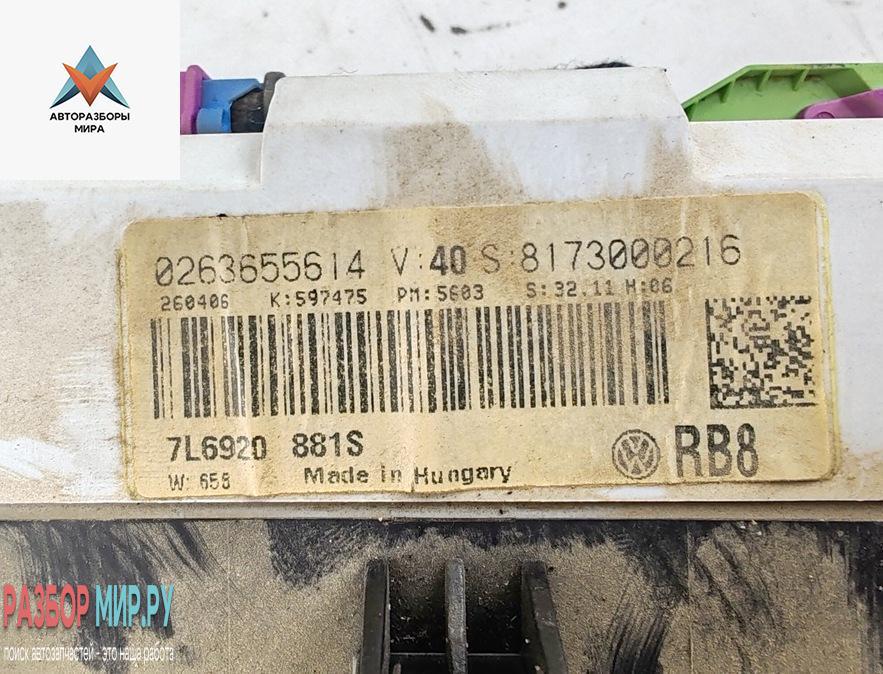 АВТОРАЗБОРЫ
МИРА
0263655614 V:40 S:8173000216
260406 K:597475 PM:5603 S:32.11 H:06
7L6920 881S
RB8
W: 658 Made in Hungary
РАЗБОР МИР.РУ
поиск автозапчастей - это наша работа